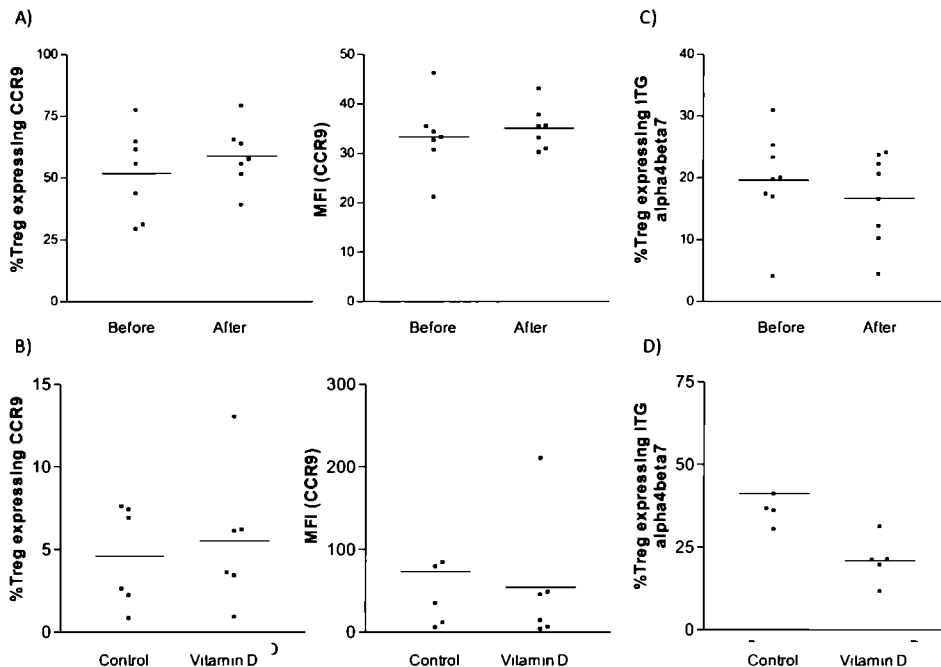 A)
%Treg expressing CCR9
100
75
50
25
0
Before After
MFI (CCR9)
50
40
30
20
10
0
Before After
C)
%Treg expressing ITG
alpha4beta7
40
30
20
10
0
Before After
B)
%Treg expressing CCR9
15
10
5
0
Control Vitamin D
MFI (CCR9)
300
200
100
0
Control Vitamin D
D)
%Treg expressing ITG
alpha4beta7
75
50
25
0
Control Vitamin D